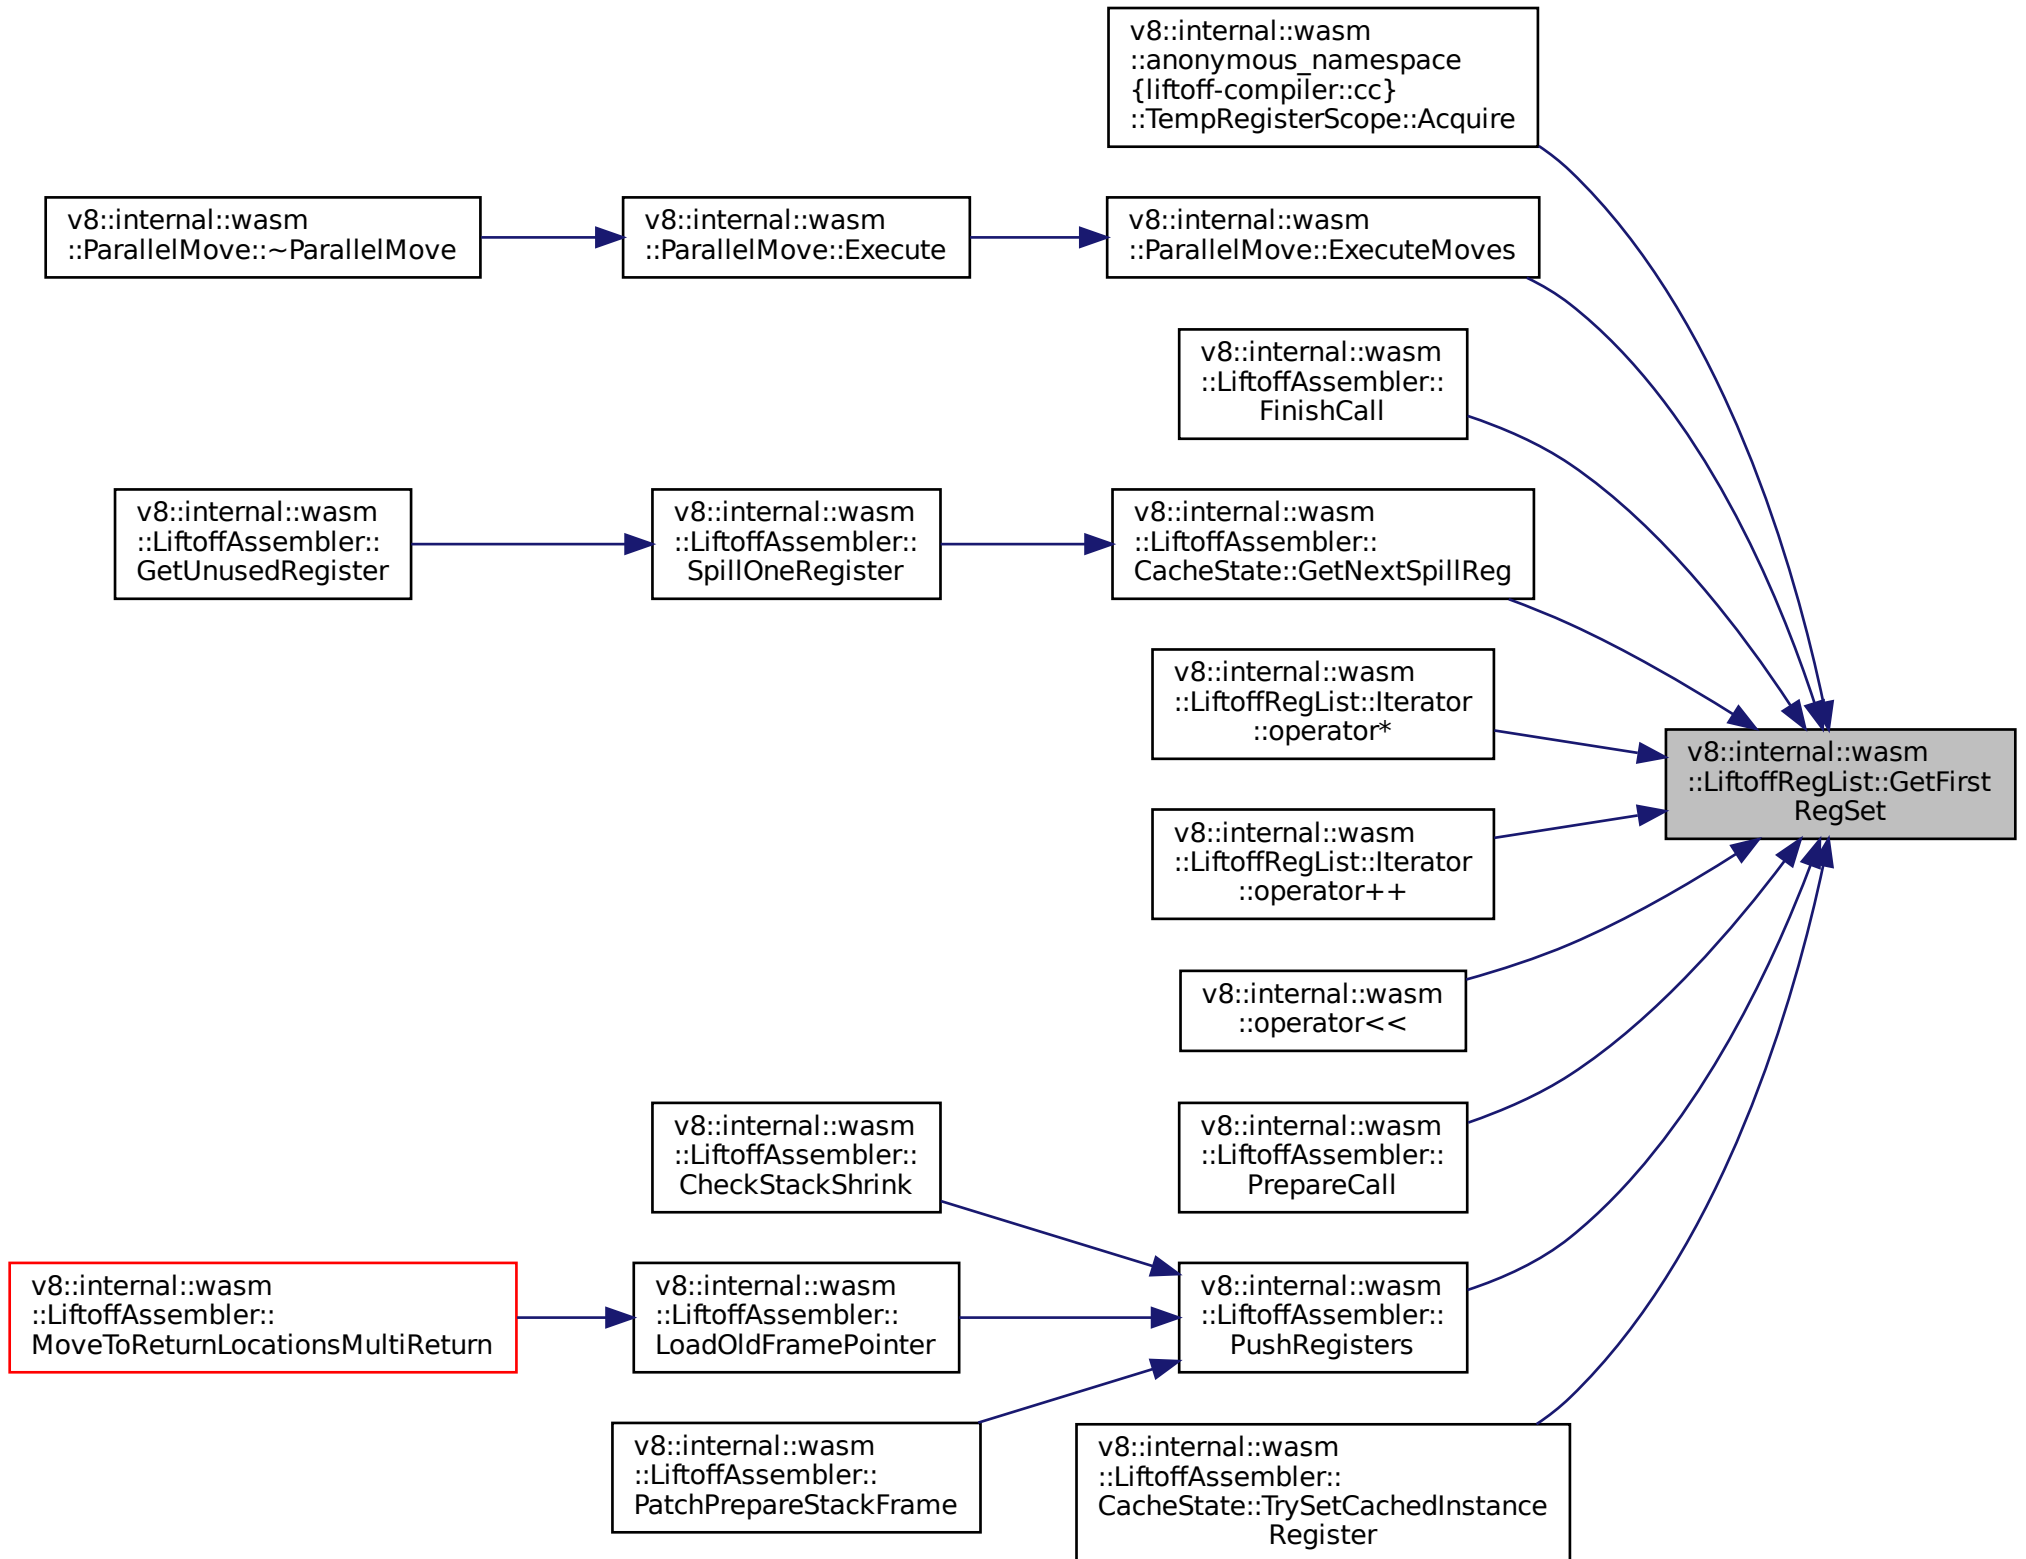 v8::internal::wasm
::anonymous_namespace
{liftoff-compiler::cc}
::TempRegisterScope::Acquire
v8::internal::wasm
::ParallelMove::~ParallelMove
v8::internal::wasm
::ParallelMove::Execute
v8::internal::wasm
::ParallelMove::ExecuteMoves
v8::internal::wasm
::LiftoffAssembler::
FinishCall
v8::internal::wasm
::LiftoffAssembler::
GetUnusedRegister
v8::internal::wasm
::LiftoffAssembler::
SpillOneRegister
v8::internal::wasm
::LiftoffAssembler::
CacheState::GetNextSpillReg
v8::internal::wasm
::LiftoffRegList::Iterator
::operator*
v8::internal::wasm
::LiftoffRegList::GetFirst
RegSet
v8::internal::wasm
::LiftoffRegList::Iterator
::operator++
v8::internal::wasm
::operator<<
v8::internal::wasm
::LiftoffAssembler::
CheckStackShrink
v8::internal::wasm
::LiftoffAssembler::
PrepareCall
v8::internal::wasm
::LiftoffAssembler::
MoveToReturnLocationsMultiReturn
v8::internal::wasm
::LiftoffAssembler::
LoadOldFramePointer
v8::internal::wasm
::LiftoffAssembler::
PushRegisters
v8::internal::wasm
::LiftoffAssembler::
PatchPrepareStackFrame
v8::internal::wasm
::LiftoffAssembler::
CacheState::TrySetCachedInstance
Register